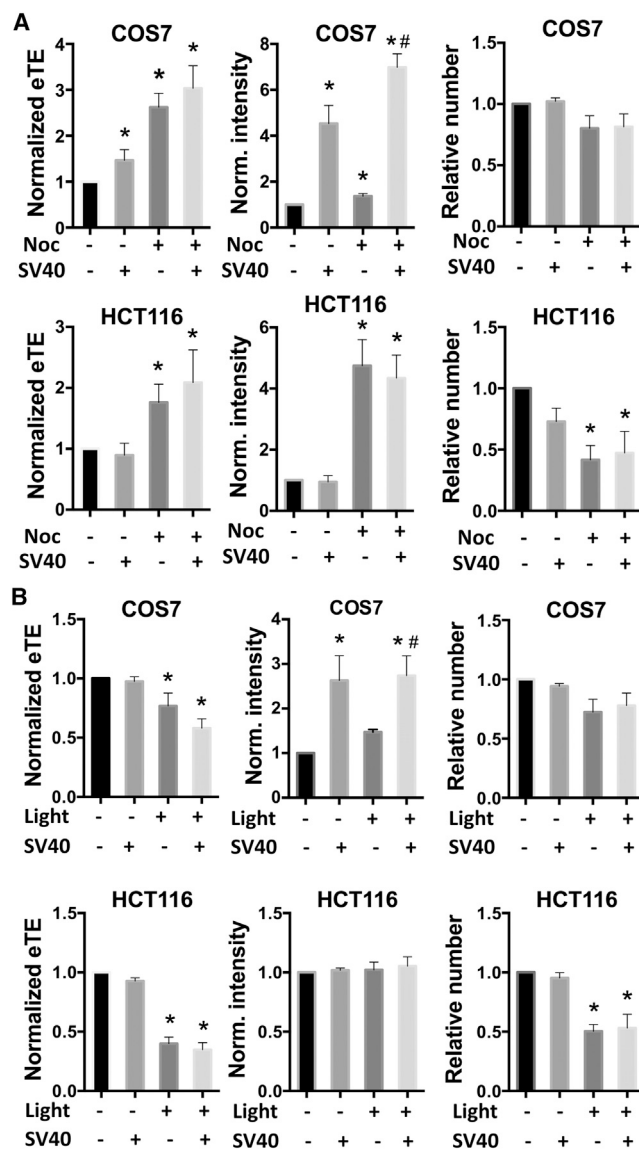 A
COS7
Normalized eTE
4
3
2
1
0
*
*
*
Noc - - + +
SV40 - + - +
COS7
Norm. intensity
8
6
4
2
0
*
*
* #
Noc - - + +
SV40 - + - +
COS7
Relative number
1.5
1.0
0.5
0.0
Noc - - + +
SV40 - + - +
HCT116
Normalized eTE
3
2
1
0
*
*
Noc - - + +
SV40 - + - +
HCT116
Norm. intensity
6
4
2
0
*
*
Noc - - + +
SV40 - + - +
HCT116
Relative number
1.5
1.0
0.5
0.0
*
*
Noc - - + +
SV40 - + - +
B
COS7
Normalized eTE
1.5
1.0
0.5
0.0
*
*
Light - - + +
SV40 - + - +
COS7
Norm. intensity
4
3
2
1
0
*
* #
Light - - + +
SV40 - + - +
COS7
Relative number
1.5
1.0
0.5
0.0
Light - - + +
SV40 - + - +
HCT116
Normalized eTE
1.5
1.0
0.5
0.0
*
*
Light - - + +
SV40 - + - +
HCT116
Norm. intensity
1.5
1.0
0.5
0.0
Light - - + +
SV40 - + - +
HCT116
Relative number
1.5
1.0
0.5
0.0
*
*
Light - - + +
SV40 - + - +